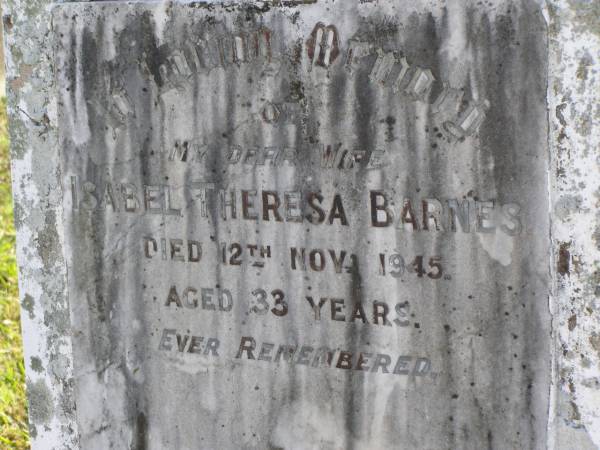 In Loving Memory
OF
MY DEAR WIFE
ISABEL THERESA BARNES
DIED 12TH NOV. 1945.
AGED 33 YEARS.
EVER REMEMBERED.